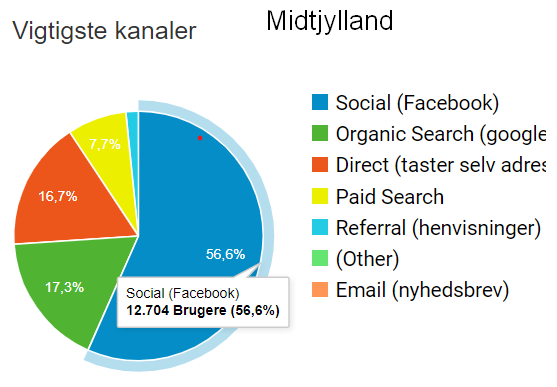 Vigtigste kanaler
Midtjylland
Social (Facebook)
Organic Search (google
Direct (taster selv adres
Paid Search
Referral (henvisninger)
(Other)
Email (nyhedsbrev)
7,7%
16,7%
56,6%
17,3%
Social (Facebook)
12.704 Brugere (56,6%)